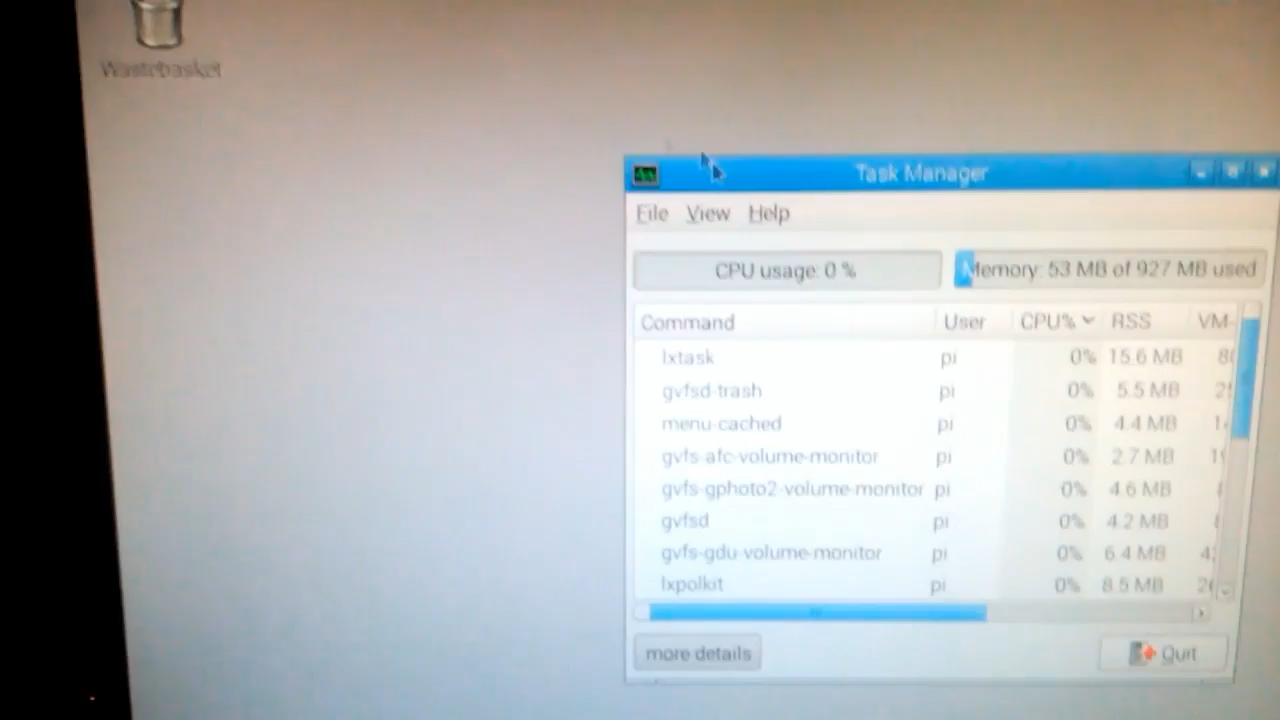 Wastebasket
Task Manager
File View Help
CPU usage: 0 % Memory: 53 MB of 927 MB used
Command User CPU% RSS VM-
lxtask pi 0% 15.6 MB
gvfsd-trash pi 0% 5.5 MB
menu-cached pi 0% 4.4 MB
gvfs-afc-volume-monitor pi 0% 2.7 MB
gvfs-gphoto2-volume-monitor pi 0% 4.6 MB
gvfsd pi 0% 4.2 MB
gvfs-gdu-volume-monitor pi 0% 6.4 MB
lxpolkit pi 0% 8.5 MB
more details Quit